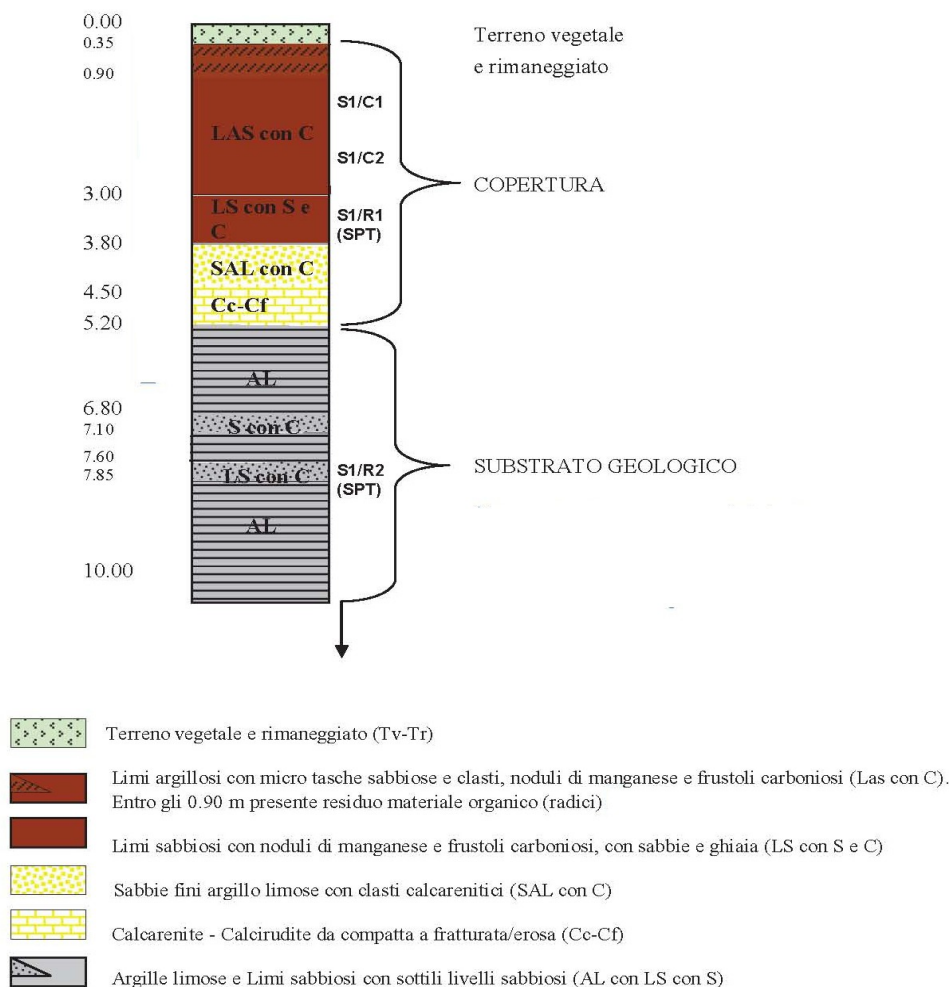 0.00
0.35
0.90
3.00
3.80
4.50
5.20
6.80
7.10
7.60
7.85
10.00
LAS con C
LS con S e
C
SAL con C
Cc-Cf
AL
S con C
LS con C
AL
S1/C1
S1/C2
S1/R1
(SPT)
S1/R2
(SPT)
Terreno vegetale
e rimaneggiato
COPERTURA
SUBSTRATO GEOLOGICO
Terreno vegetale e rimaneggiato (Tv-Tr)
Limi argillosi con micro tasche sabbiose e clasti, noduli di manganese e frustoli carboniosi (Las con C).
Entro gli 0.90 m presente residuo materiale organico (radici)
Limi sabbiosi con noduli di manganese e frustoli carboniosi, con sabbie e ghiaia (LS con S e C)
Sabbie fini argillo limose con clasti calcarenitici (SAL con C)
Calcarenite - Calcirudite da compatta a fratturata/erosa (Cc-Cf)
Argille limose e Limi sabbiosi con sottili livelli sabbiosi (AL con LS con S)